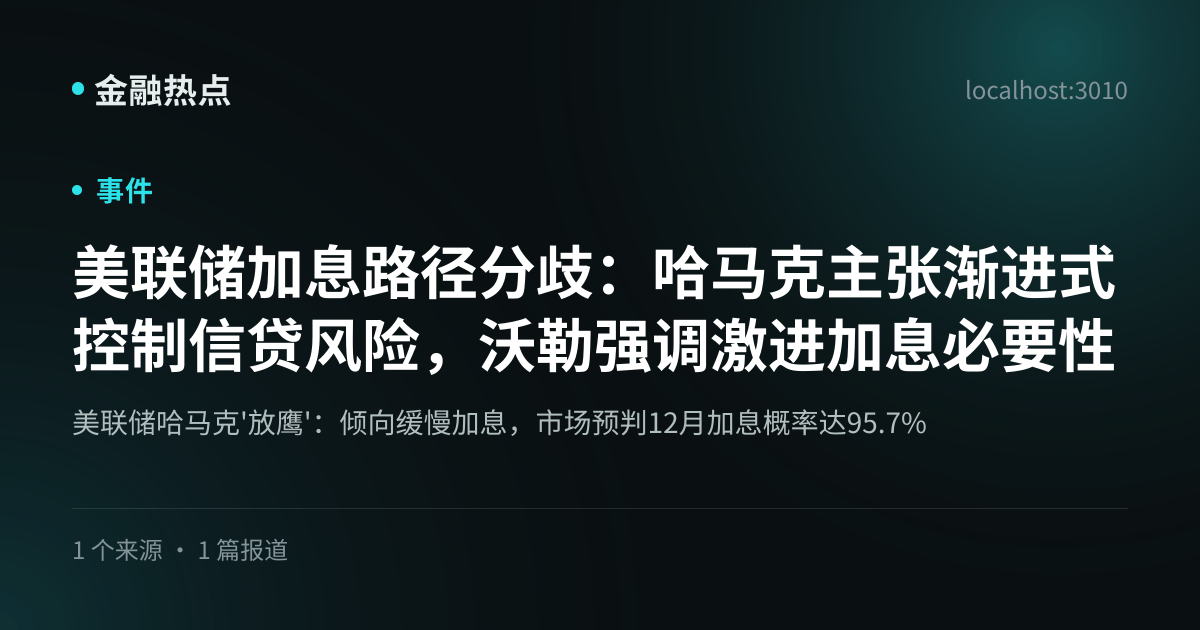 金融热点
localhost:3010
事件
美联储加息路径分歧：哈马克主张渐进式
控制信贷风险，沃勒强调激进加息必要性
美联储哈马克'放鹰'：倾向缓慢加息，市场预判12月加息概率达95.7%
1 个来源 · 1 篇报道